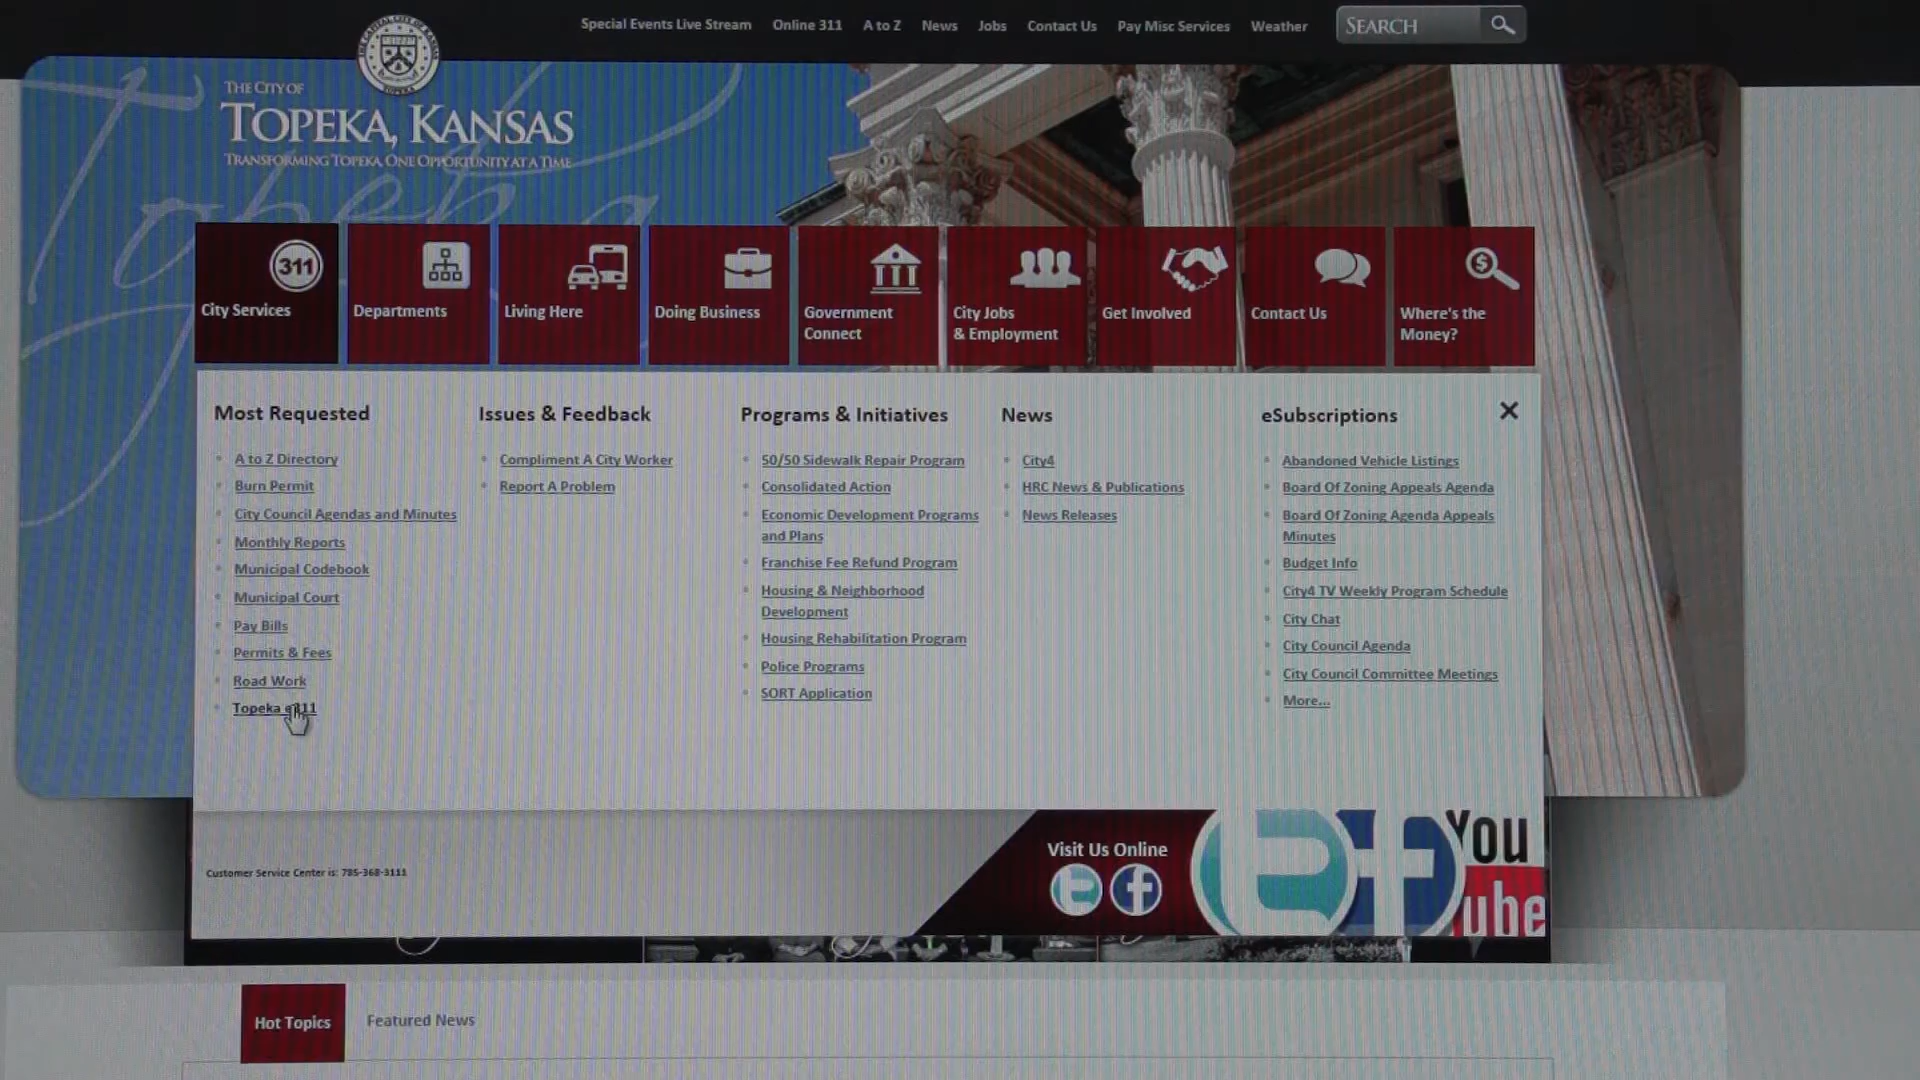 Special Events Live Stream
Online 311
A to Z
News
Jobs
Contact Us
Pay Misc Services
Weather
SEARCH
THE CITY OF
TOPEKA, KANSAS
TRANSFORMING TOPEKA, ONE OPPORTUNITY AT A TIME
Topeka
311
City Services
Departments
Living Here
Doing Business
Government
Connect
City Jobs
& Employment
Get Involved
Contact Us
$
Where's the
Money?
Most Requested
A to Z Directory
Burn Permit
City Council Agendas and Minutes
Monthly Reports
Municipal Codebook
Municipal Court
Pay Bills
Permits & Fees
Road Work
Topeka e311
Issues & Feedback
Compliment A City Worker
Report A Problem
Programs & Initiatives
50/50 Sidewalk Repair Program
Consolidated Action
Economic Development Programs
and Plans
Franchise Fee Refund Program
Housing & Neighborhood
Development
Housing Rehabilitation Program
Police Programs
SORT Application
News
City4
HRC News & Publications
News Releases
eSubscriptions
Abandoned Vehicle Listings
Board Of Zoning Appeals Agenda
Board Of Zoning Agenda Appeals
Minutes
Budget Info
City4 TV Weekly Program Schedule
City Chat
City Council Agenda
City Council Committee Meetings
More...
Customer Service Center is: 785-368-3111
Visit Us Online
t f
t f
You
Tube
Hot Topics
Featured News